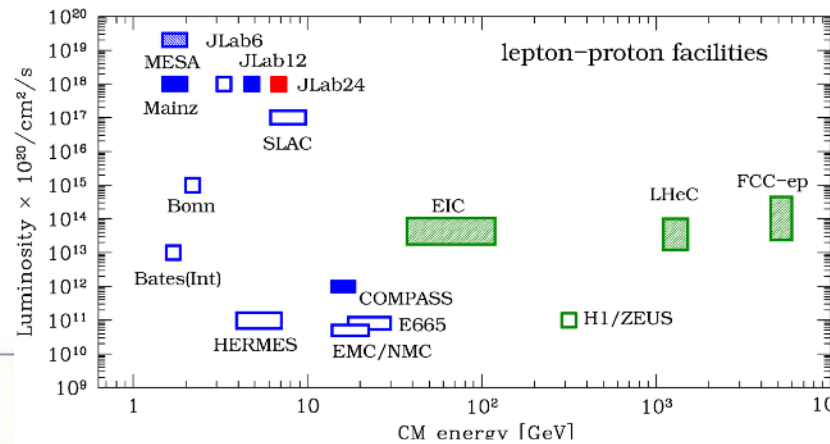 10²⁰
lepton−proton facilities
JLab6
10¹⁹
MESA
JLab12
10¹⁸
JLab24
Mainz
10¹⁷
SLAC
10¹⁶
10¹⁵
Bonn
EIC
LHeC
FCC−ep
10¹⁴
10¹³
Bates(Int)
10¹²
COMPASS
10¹¹
E665
H1/ZEUS
HERMES
EMC/NMC
10¹⁰
10⁹
Luminosity × 10²⁰/cm²/s
1
10
10²
10³
CM energy [GeV]